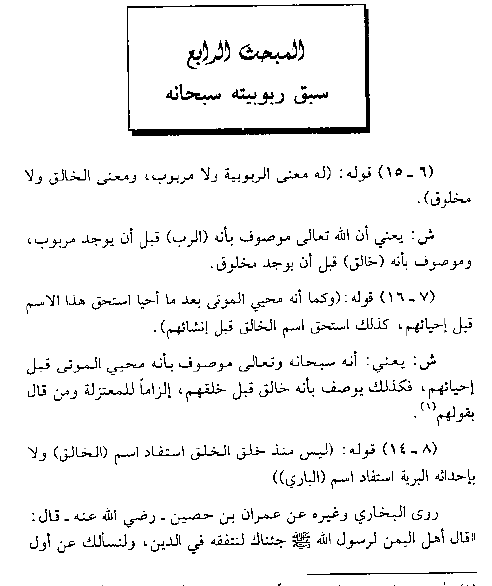 المبحث الرابع
سبق ربوبيته سبحانه
(٦ ـ ١٥) قوله: (له معنى الربوبية ولا مربوب، ومعنى الخالق ولا
مخلوق).
ش: يعني أن الله تعالى موصوف بأنه (الرب) قبل أن يوجد مربوب،
وموصوف بأنه (خالق) قبل أن يوجد مخلوق.
(٧ ـ ١٦) قوله: (وكما أنه محيي الموتى بعد ما أحيا استحق هذا الاسم
قبل إحيائهم، كذلك استحق اسم الخالق قبل إنشائهم).
ش: يعني: أنه سبحانه وتعالى موصوف بأنه محيي الموتى قبل
إحيائهم، فكذلك يوصف بأنه خالق قبل خلقهم، إلزاماً للمعتزلة ومن قال
بقولهم(١).
(٨ ـ ١٤) قوله: (ليس منذ خلق الخلق استفاد اسم (الخالق) ولا
بإحداثه البرية استفاد اسم (الباري))
روى البخاري وغيره عن عمران بن حصين ـ رضي الله عنه ـ قال:
«قال أهل اليمن لرسول الله ﷺ جئناك لنتفقه في الدين، ولنسألك عن أول